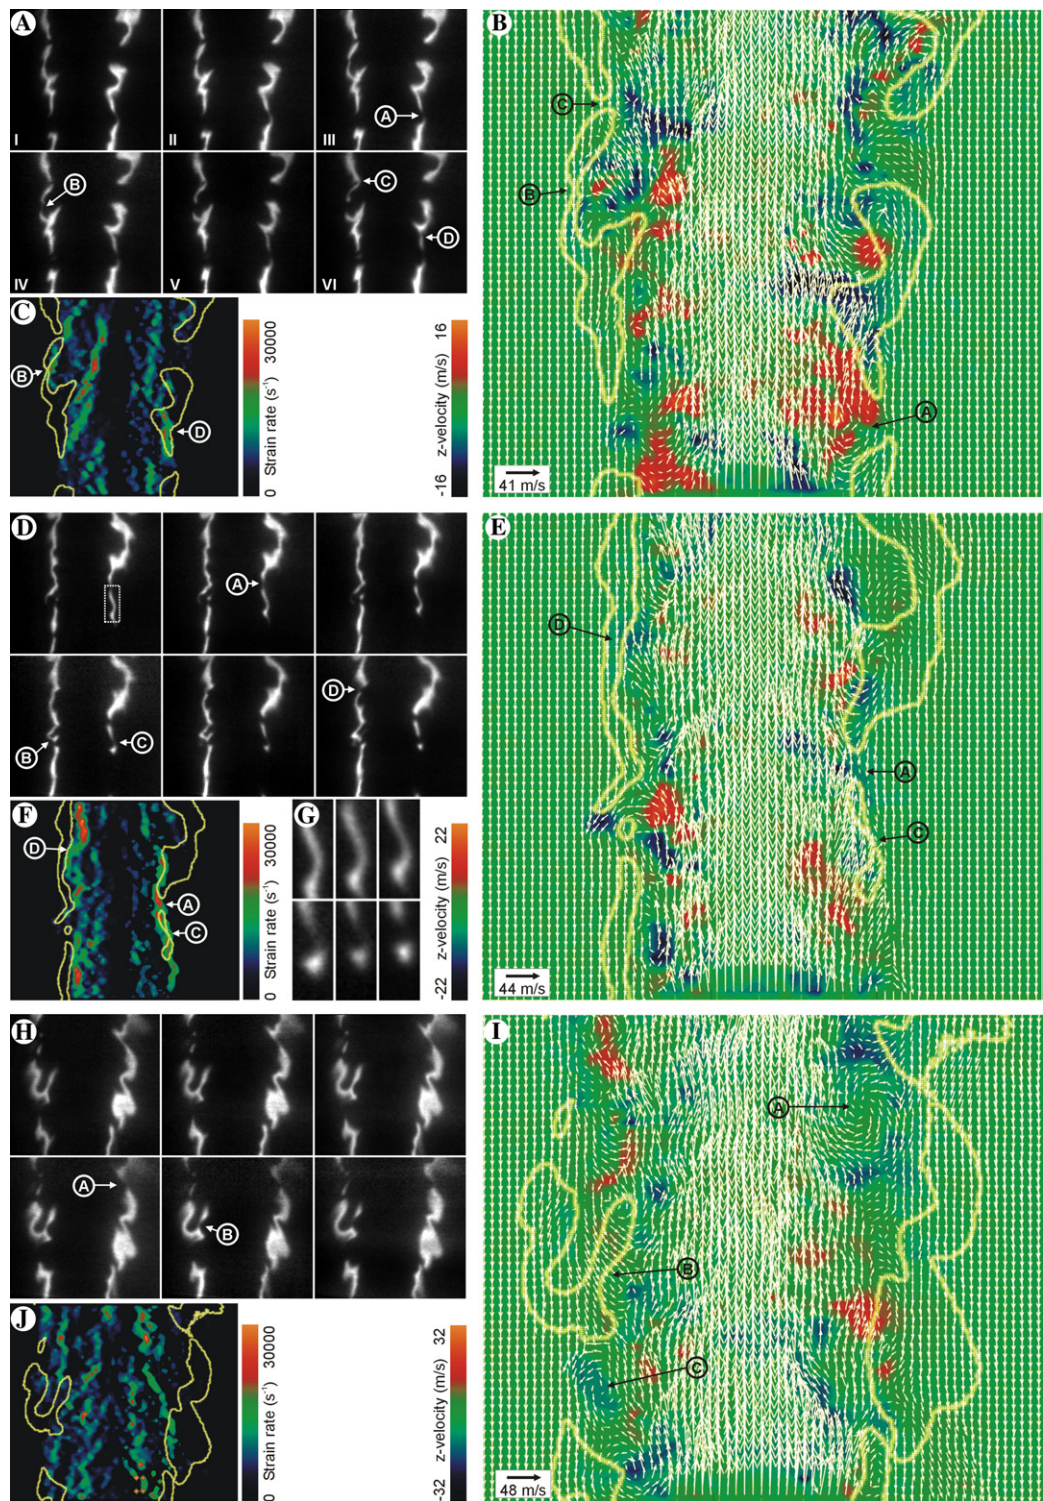 A
I
II
III
A
IV
B
V
VI
C
D
B
C
B
A
41 m/s
C
B
D
0 Strain rate (s⁻¹) 30000
-16 z-velocity (m/s) 16
D
A
B
C
D
E
D
A
C
44 m/s
F
D
A
C
0 Strain rate (s⁻¹) 30000
G
-22 z-velocity (m/s) 22
H
A
B
I
A
B
C
48 m/s
J
0 Strain rate (s⁻¹) 30000
-32 z-velocity (m/s) 32